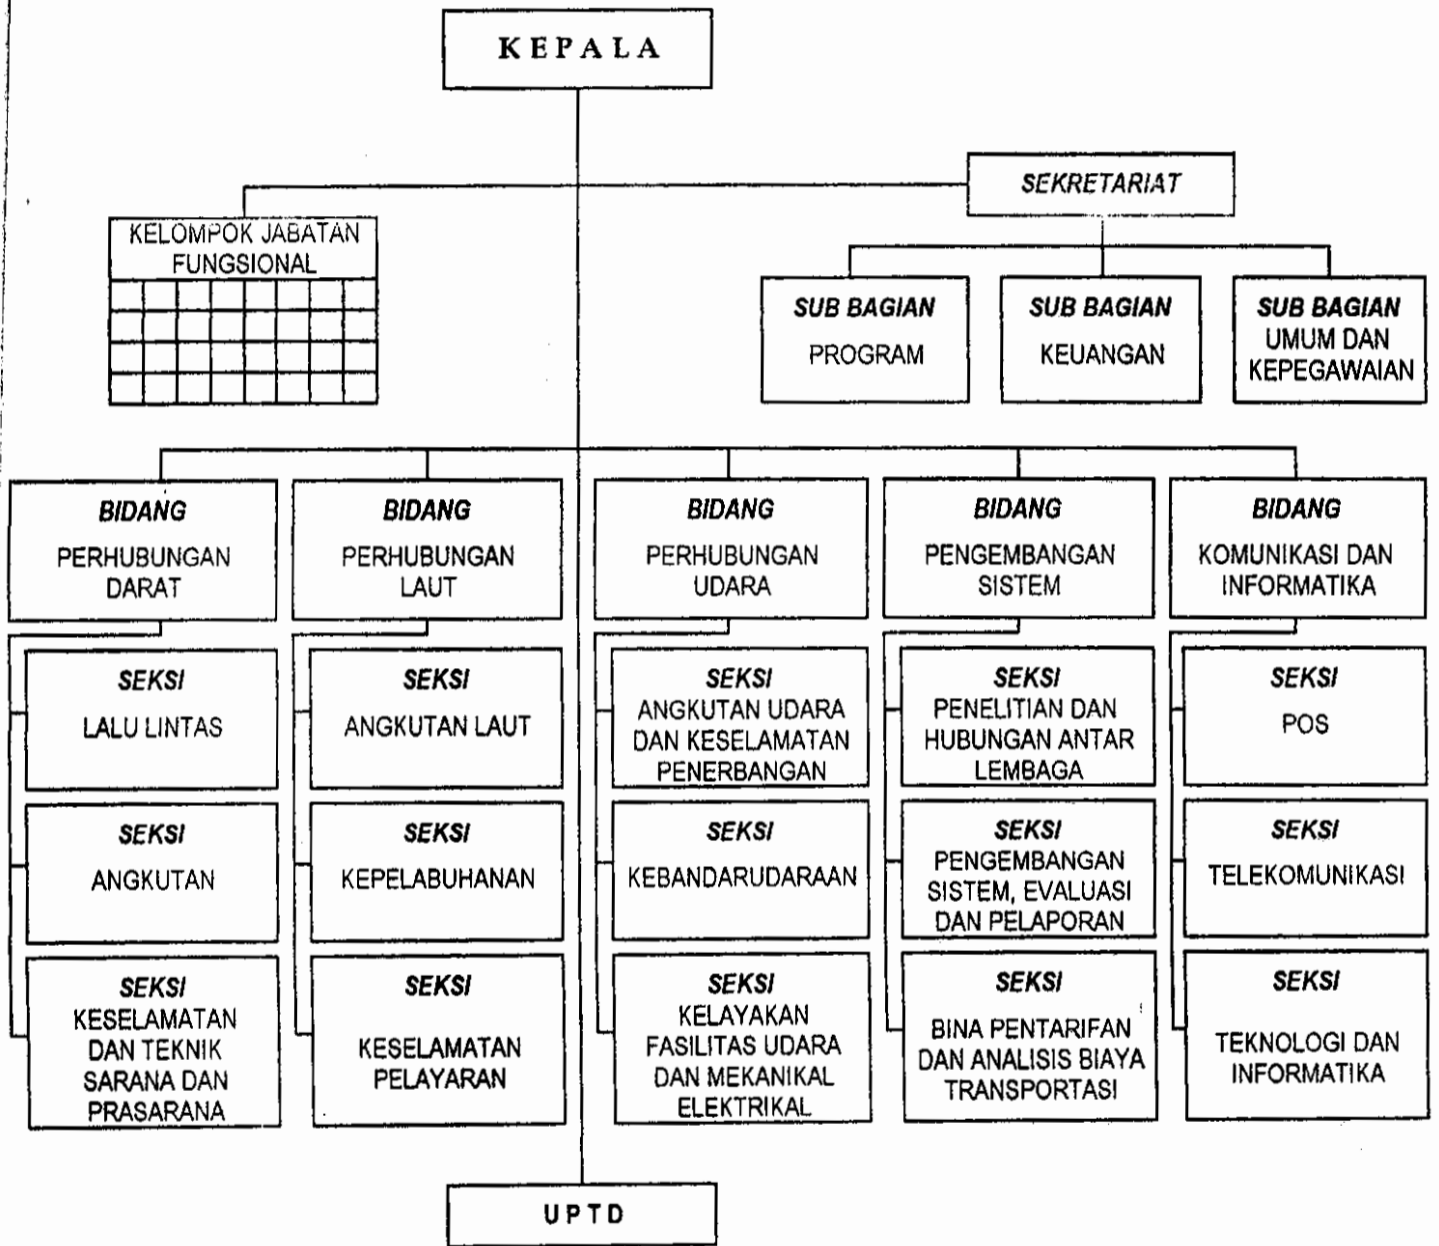 KEPALA
SEKRETARIAT
KELOMPOK JABATAN
FUNGSIONAL
SUB BAGIAN
PROGRAM
SUB BAGIAN
KEUANGAN
SUB BAGIAN
UMUM DAN
KEPEGAWAIAN
BIDANG
PERHUBUNGAN
DARAT
BIDANG
PERHUBUNGAN
LAUT
BIDANG
PERHUBUNGAN
UDARA
BIDANG
PENGEMBANGAN
SISTEM
BIDANG
KOMUNIKASI DAN
INFORMATIKA
SEKSI
LALU LINTAS
SEKSI
ANGKUTAN LAUT
SEKSI
ANGKUTAN UDARA
DAN KESELAMATAN
PENERBANGAN
SEKSI
PENELITIAN DAN
HUBUNGAN ANTAR
LEMBAGA
SEKSI
POS
SEKSI
ANGKUTAN
SEKSI
KEPELABUHANAN
SEKSI
KEBANDARUDARAAN
SEKSI
PENGEMBANGAN
SISTEM, EVALUASI
DAN PELAPORAN
SEKSI
TELEKOMUNIKASI
SEKSI
KESELAMATAN
DAN TEKNIK
SARANA DAN
PRASARANA
SEKSI
KESELAMATAN
PELAYARAN
SEKSI
KELAYAKAN
FASILITAS UDARA
DAN MEKANIKAL
ELEKTRIKAL
SEKSI
BINA PENTARIFAN
DAN ANALISIS BIAYA
TRANSPORTASI
SEKSI
TEKNOLOGI DAN
INFORMATIKA
UPTD